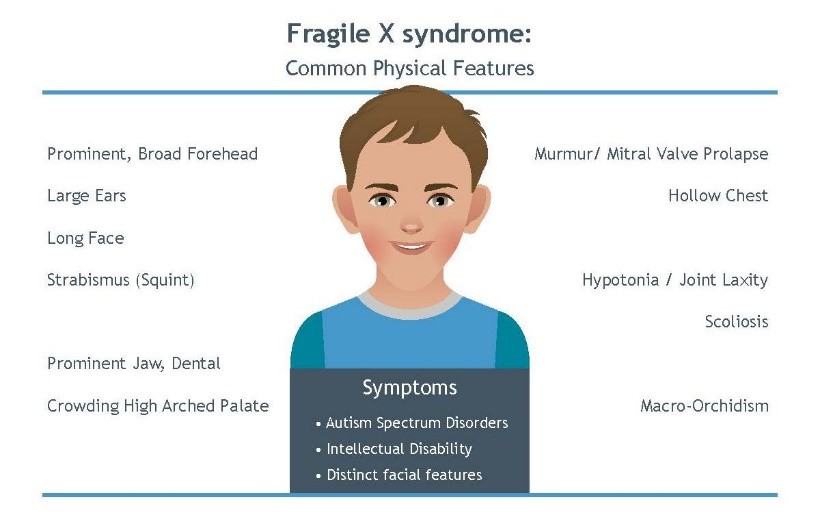 Fragile X syndrome:
Common Physical Features
Prominent, Broad Forehead
Large Ears
Long Face
Strabismus (Squint)
Prominent Jaw, Dental
Crowding High Arched Palate
Murmur/ Mitral Valve Prolapse
Hollow Chest
Hypotonia / Joint Laxity
Scoliosis
Macro-Orchidism
Symptoms
• Autism Spectrum Disorders
• Intellectual Disability
• Distinct facial features